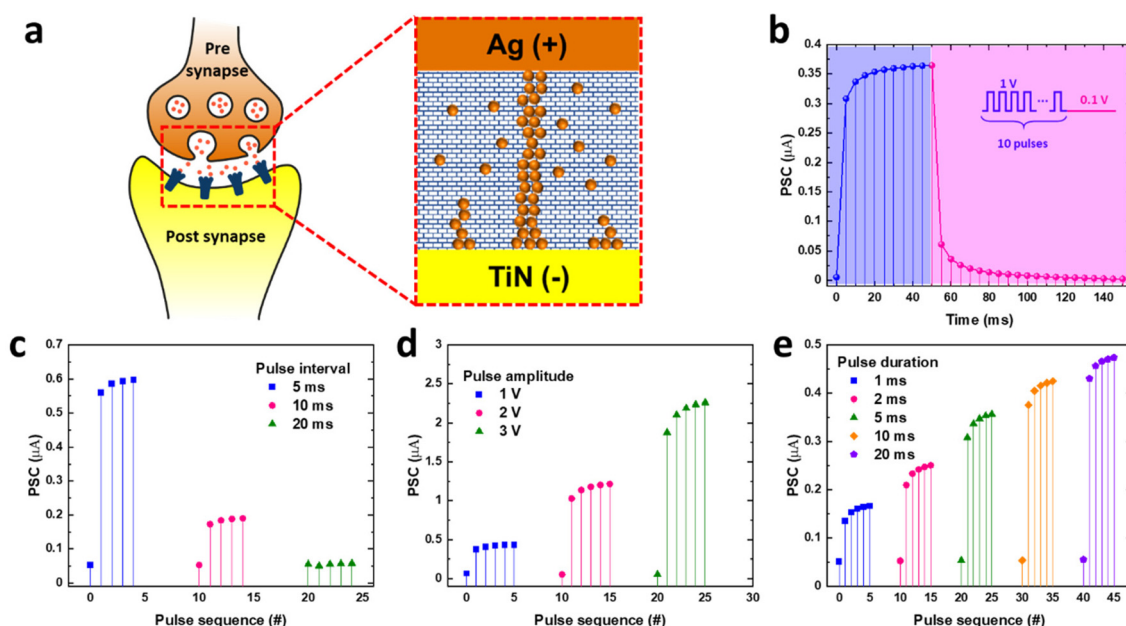 a
Pre
synapse
Post synapse
Ag (+)
TiN (-)
b
PSC (μA)
0.4
0.35
0.3
0.25
0.2
0.15
0.1
0.05
0
0 20 40 60 80 100 120 140
Time (ms)
1 V
...
0.1 V
10 pulses
c
PSC (μA)
0.7
0.6
0.5
0.4
0.3
0.2
0.1
0
0 5 10 15 20 25
Pulse sequence (#)
Pulse interval
5 ms
10 ms
20 ms
d
PSC (μA)
3
2.5
2
1.5
1
0.5
0
0 5 10 15 20 25 30
Pulse sequence (#)
Pulse amplitude
1 V
2 V
3 V
e
PSC (μA)
0.5
0.4
0.3
0.2
0.1
0
0 5 10 15 20 25 30 35 40 45
Pulse sequence (#)
Pulse duration
1 ms
2 ms
5 ms
10 ms
20 ms